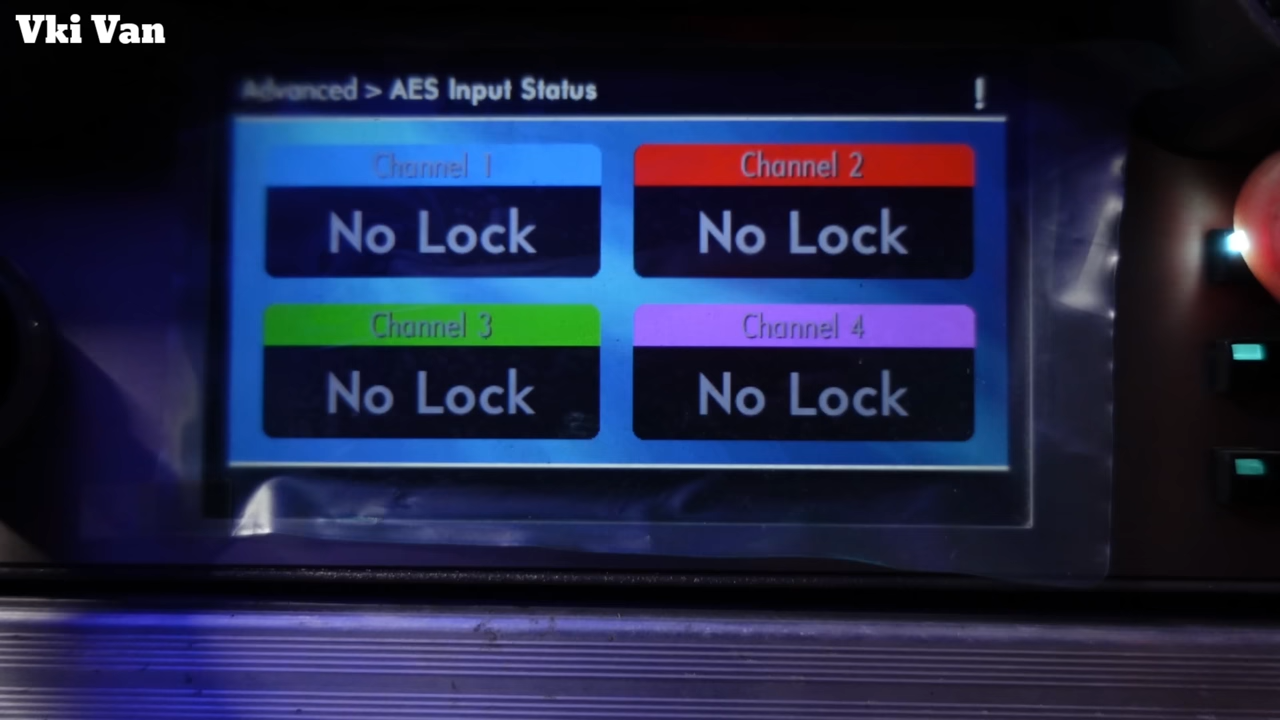 Vki Van
Advanced > AES Input Status !
Channel 1
Channel 2
No Lock
No Lock
Channel 3
Channel 4
No Lock
No Lock